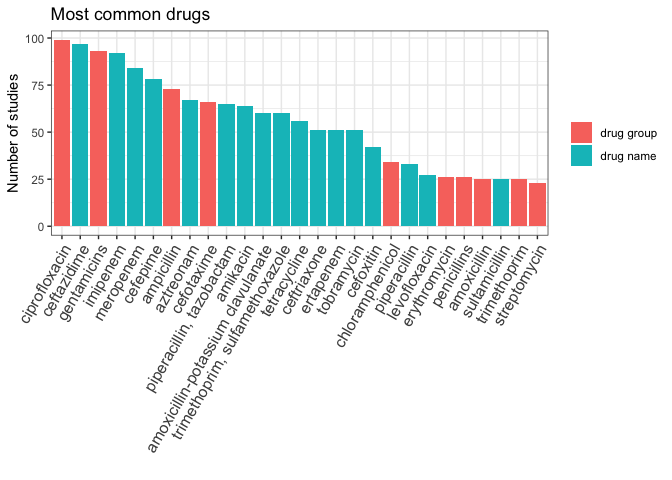 Most common drugs
Number of studies
100
75
50
25
0
drug group
drug name
ciprofloxacin
ceftazidime
gentamicins
imipenem
meropenem
cefepime
ampicillin
aztreonam
cefotaxime
piperacillin, tazobactam
amikacin
amoxicillin-potassium clavulanate
trimethoprim, sulfamethoxazole
tetracycline
ceftriaxone
ertapenem
tobramycin
cefoxitin
chloramphenicol
piperacillin
levofloxacin
erythromycin
penicillins
amoxicillin
sultamicillin
trimethoprim
streptomycin